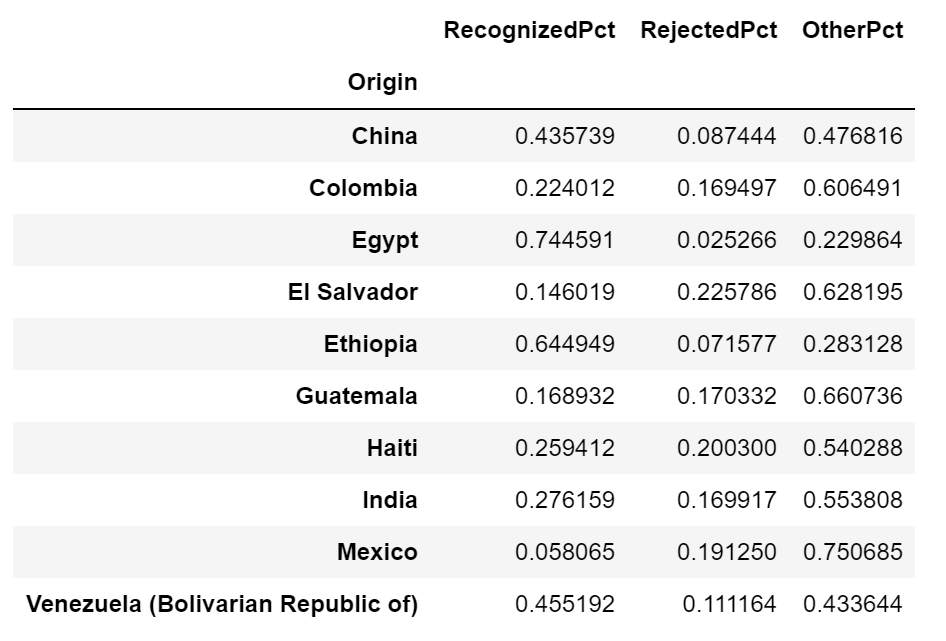 RecognizedPct RejectedPct OtherPct
Origin
China 0.435739 0.087444 0.476816
Colombia 0.224012 0.169497 0.606491
Egypt 0.744591 0.025266 0.229864
El Salvador 0.146019 0.225786 0.628195
Ethiopia 0.644949 0.071577 0.283128
Guatemala 0.168932 0.170332 0.660736
Haiti 0.259412 0.200300 0.540288
India 0.276159 0.169917 0.553808
Mexico 0.058065 0.191250 0.750685
Venezuela (Bolivarian Republic of) 0.455192 0.111164 0.433644